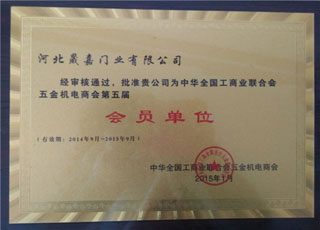 河北晟嘉门业有限公司
经审核通过，批准贵公司为中华全国工商业联合会
五金机电商会第五届
会员单位
（有效期：2014年9月-2015年9月）
中华全国工商业联合会五金机电商会
2015年1月